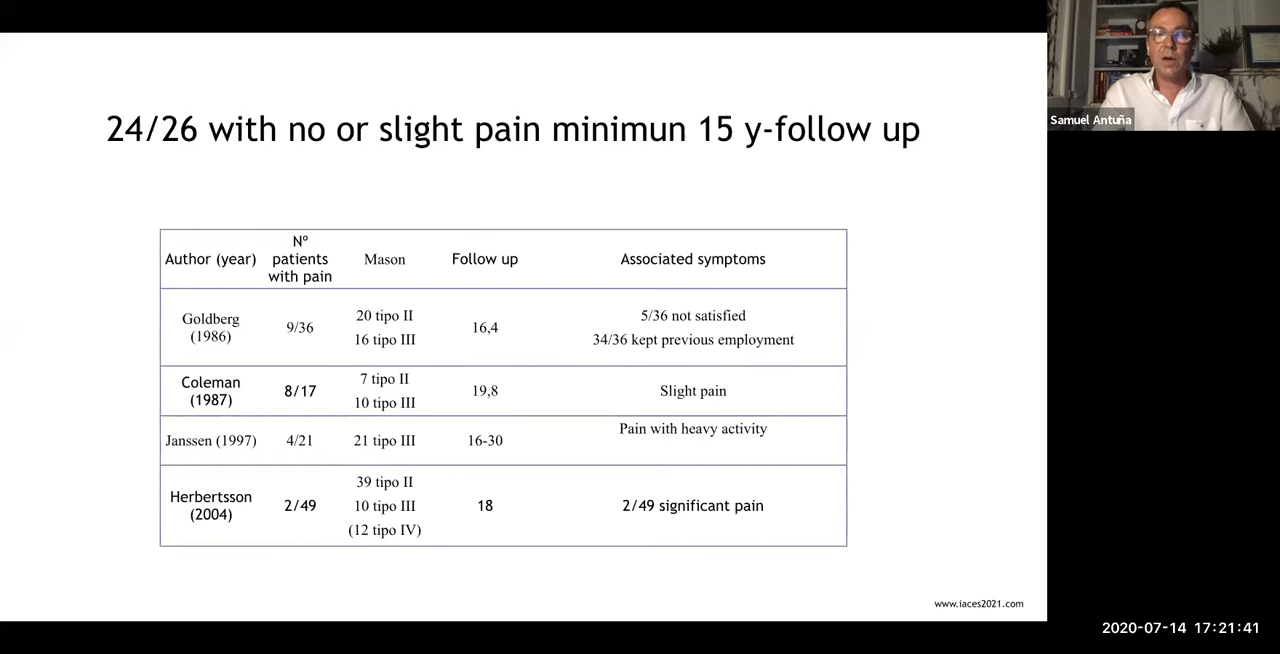 24/26 with no or slight pain minimun 15 y-follow up
Samuel Antuña
Author (year)
Nº
patients
with pain
Mason
Follow up
Associated symptoms
Goldberg
(1986)
9/36
20 tipo II
16 tipo III
16,4
5/36 not satisfied
34/36 kept previous employment
Coleman
(1987)
8/17
7 tipo II
10 tipo III
19,8
Slight pain
Janssen (1997)
4/21
21 tipo III
16-30
Pain with heavy activity
Herbertsson
(2004)
2/49
39 tipo II
10 tipo III
(12 tipo IV)
18
2/49 significant pain
www.iaces2021.com
2020-07-14 17:21:41